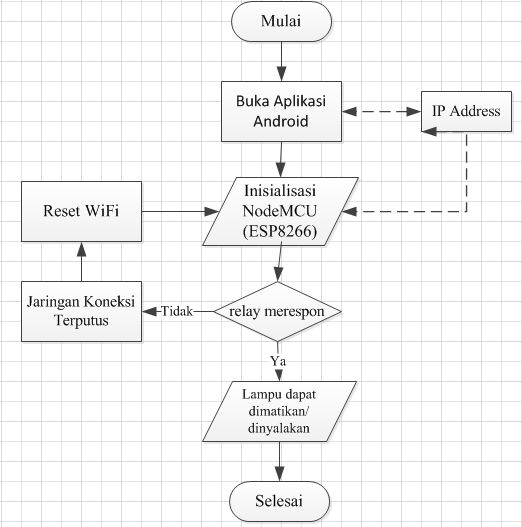 Mulai
Buka Aplikasi
Android
IP Address
Inisialisasi
NodeMCU
(ESP8266)
Reset WiFi
Jaringan Koneksi
Terputus
Tidak
relay merespon
Ya
Lampu dapat
dimatikan/
dinyalakan
Selesai